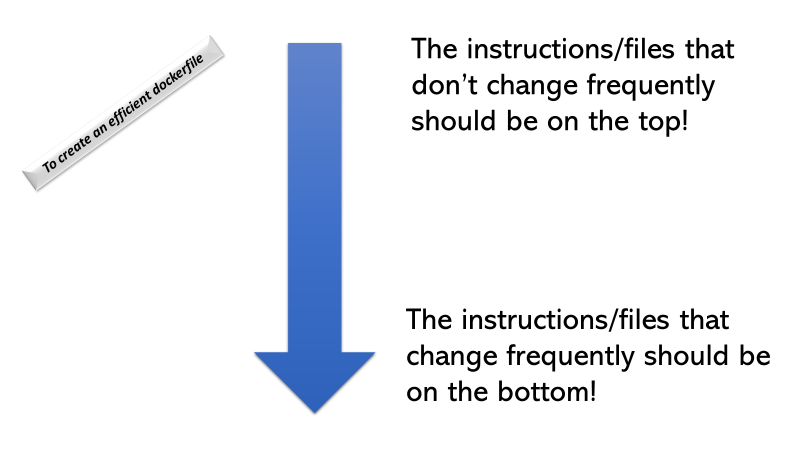 To create an efficient dockerfile
The instructions/files that
don't change frequently
should be on the top!
The instructions/files that
change frequently should be
on the bottom!